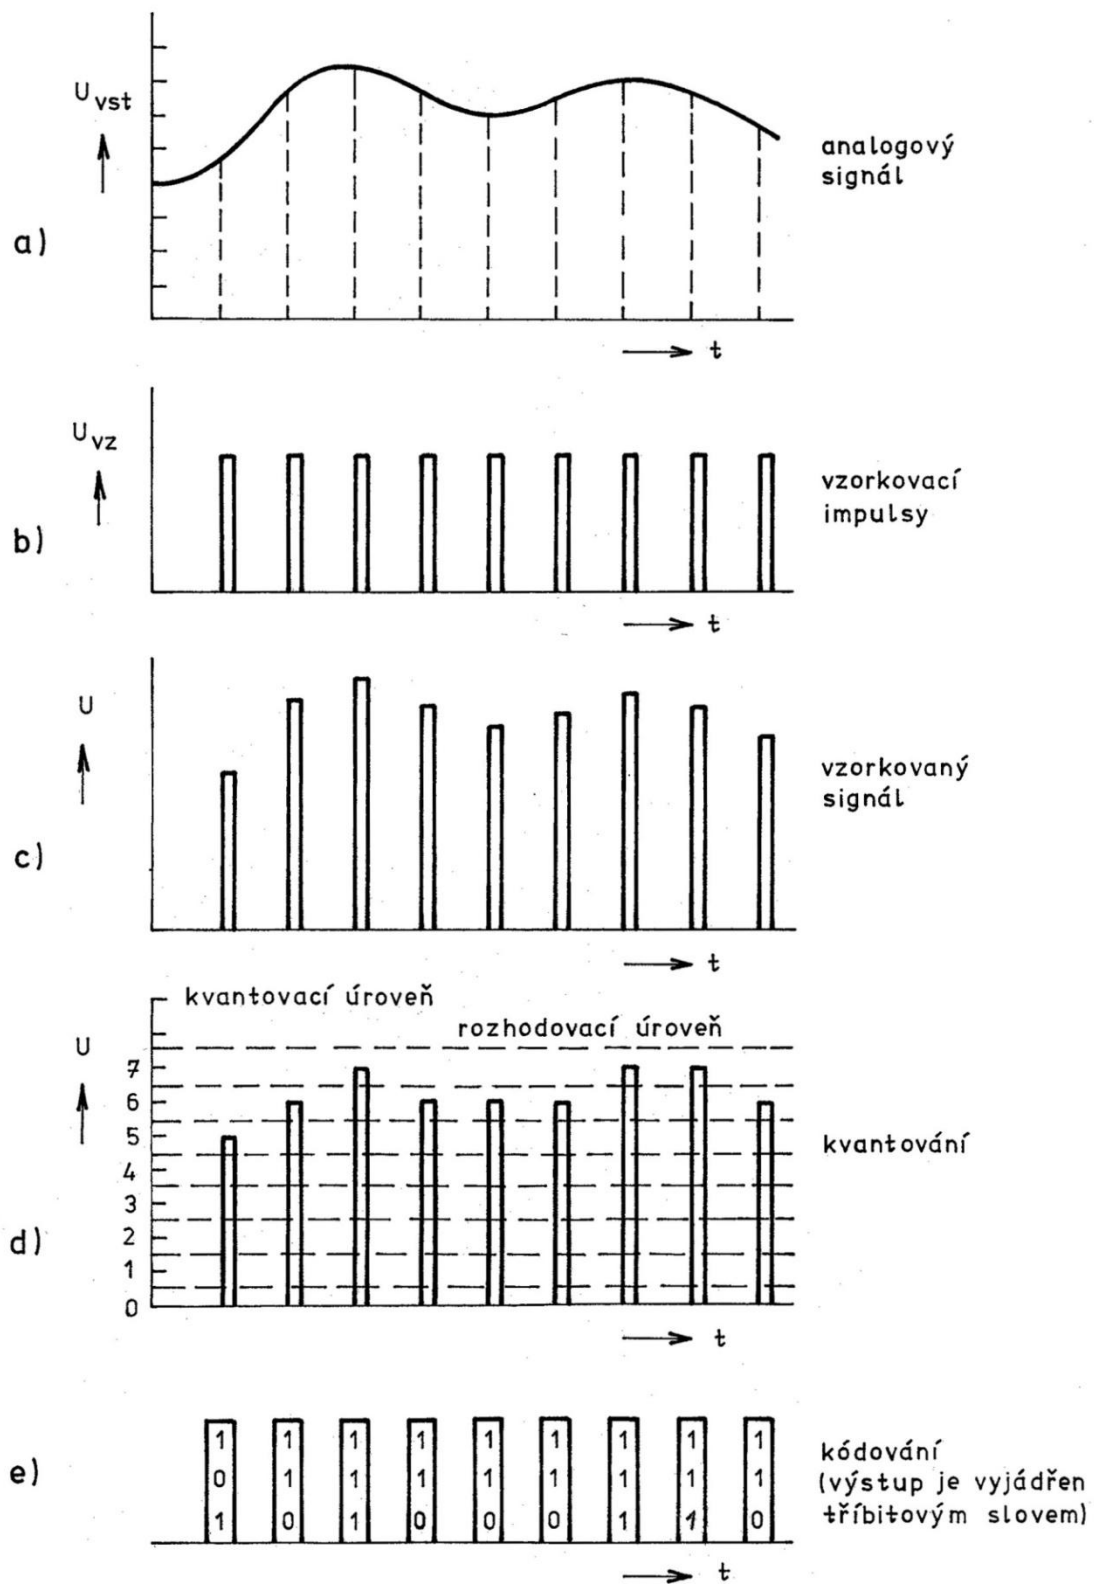 U vst
analogový
signál
a)
t
U vz
vzorkovací
impulsy
b)
t
U
vzorkovaný
signál
c)
t
kvantovací úroveň
rozhodovací úroveň
U
7
6
5
kvantování
4
3
d)
2
1
0
t
1 1 1 1 1 1 1 1 1
0 1 1 1 1 1 1 1 1
1 0 1 0 0 0 1 1 0
e)
kódování
(výstup je vyjádřen
tříbitovým slovem)
t